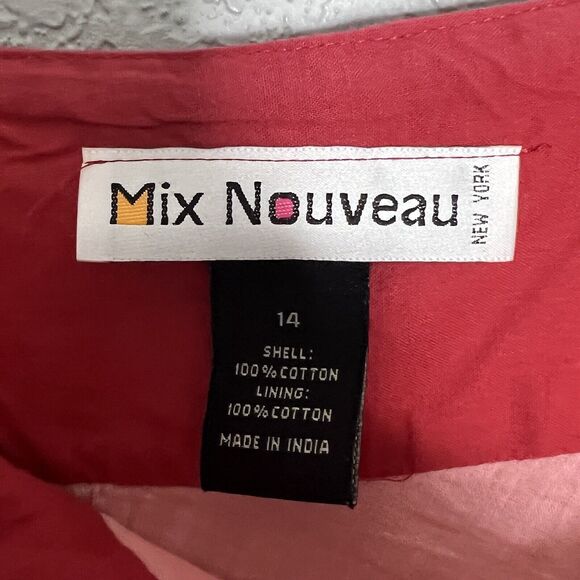 Mix Nouveau
NEW YORK
14
SHELL:
100% COTTON
LINING:
100% COTTON
MADE IN INDIA